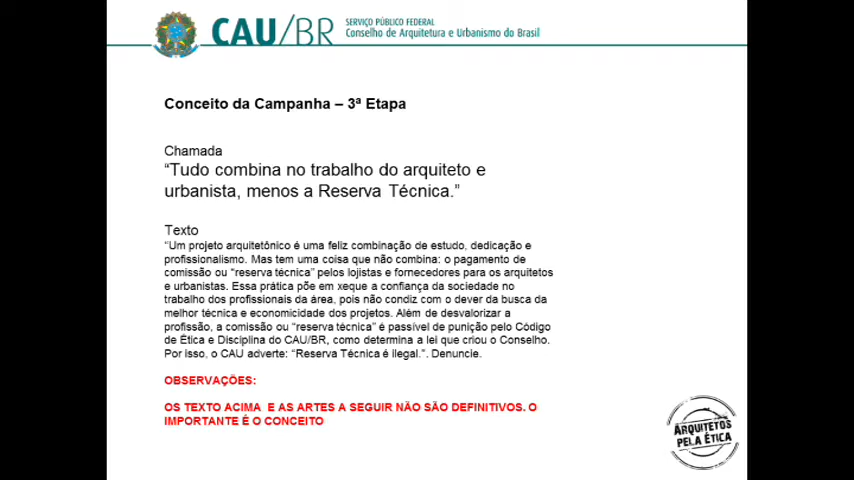 CAU/BR
SERVIÇO PÚBLICO FEDERAL
Conselho de Arquitetura e Urbanismo do Brasil
Conceito da Campanha – 3ª Etapa
Chamada
“Tudo combina no trabalho do arquiteto e
urbanista, menos a Reserva Técnica.”
Texto
“Um projeto arquitetônico é uma feliz combinação de estudo, dedicação e
profissionalismo. Mas tem uma coisa que não combina: o pagamento de
comissão ou “reserva técnica” pelos lojistas e fornecedores para os arquitetos
e urbanistas. Essa prática põe em xeque a confiança da sociedade no
trabalho dos profissionais da área, pois não condiz com o dever da busca da
melhor técnica e economicidade dos projetos. Além de desvalorizar a
profissão, a comissão ou “reserva técnica” é passível de punição pelo Código
de Ética e Disciplina do CAU/BR, como determina a lei que criou o Conselho.
Por isso, o CAU adverte: “Reserva Técnica é ilegal.”. Denuncie.
OBSERVAÇÕES:
OS TEXTO ACIMA E AS ARTES A SEGUIR NÃO SÃO DEFINITIVOS. O
IMPORTANTE É O CONCEITO
ARQUITETOS
PELA ÉTICA